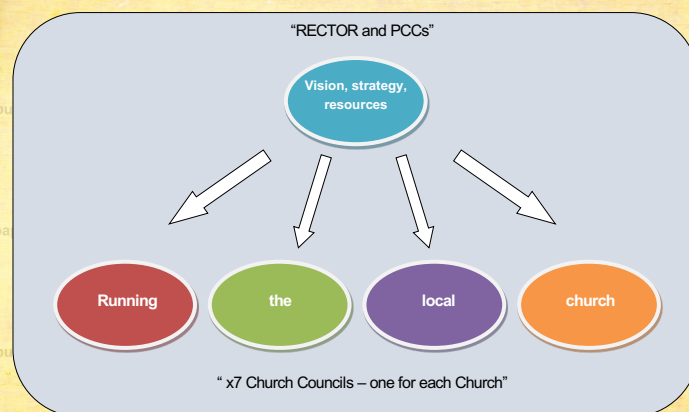 “RECTOR and PCCs”
Vision, strategy,
resources
Running the local church
“ x7 Church Councils – one for each Church”